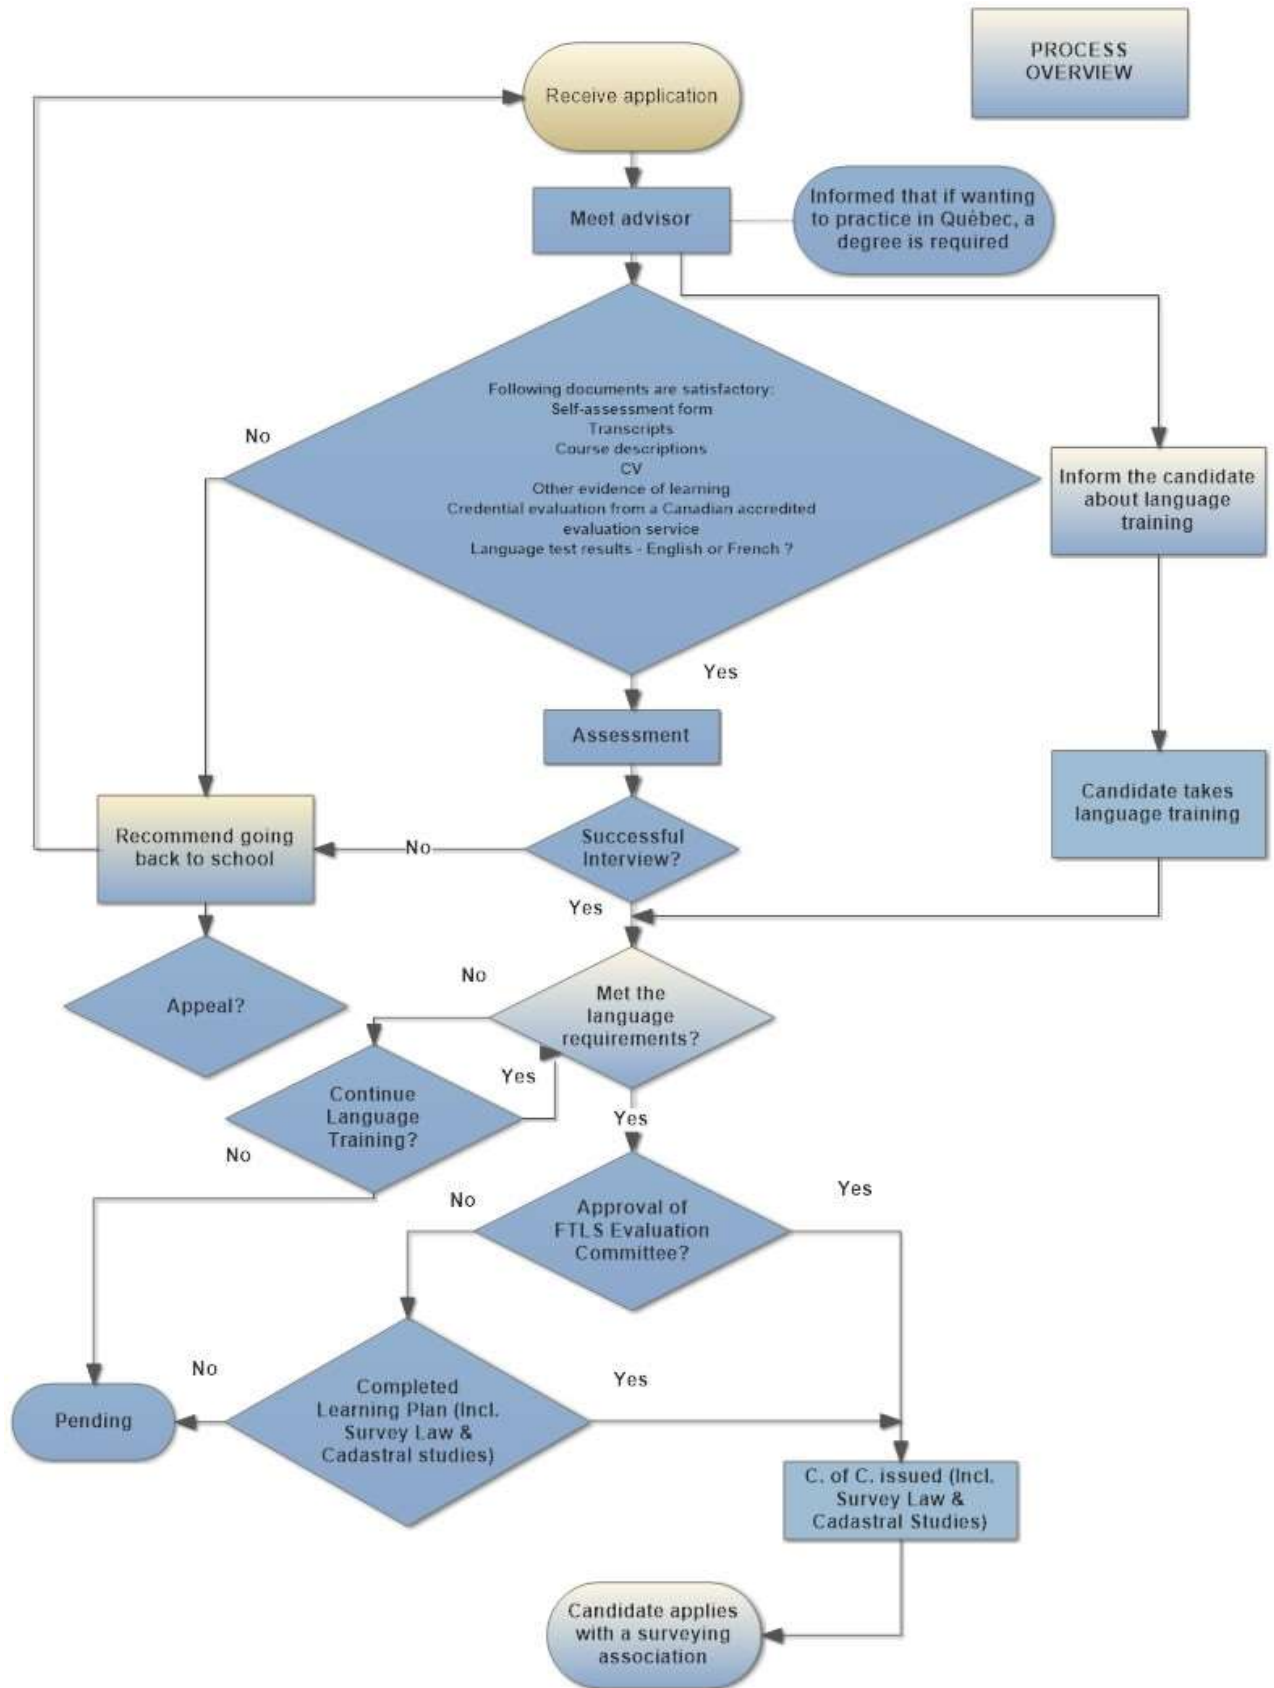 PROCESS
OVERVIEW
Receive application
Meet advisor
Informed that if wanting
to practice in Québec, a
degree is required
Following documents are satisfactory:
Self-assessment form
Transcripts
Course descriptions
CV
Other evidence of learning
Credential evaluation from a Canadian accredited
evaluation service
Language test results - English or French ?
No
Inform the candidate
about language
training
Yes
Assessment
Candidate takes
language training
Recommend going
back to school
No
Successful
Interview?
Yes
Appeal?
No
Met the
language
requirements?
Continue
Language
Training?
Yes
Yes
No
No
Approval of
FTLS Evaluation
Committee?
Yes
No
Completed
Learning Plan (Incl.
Survey Law &
Cadastral studies)
Yes
Pending
C. of C. issued (Incl.
Survey Law &
Cadastral Studies)
Candidate applies
with a surveying
association